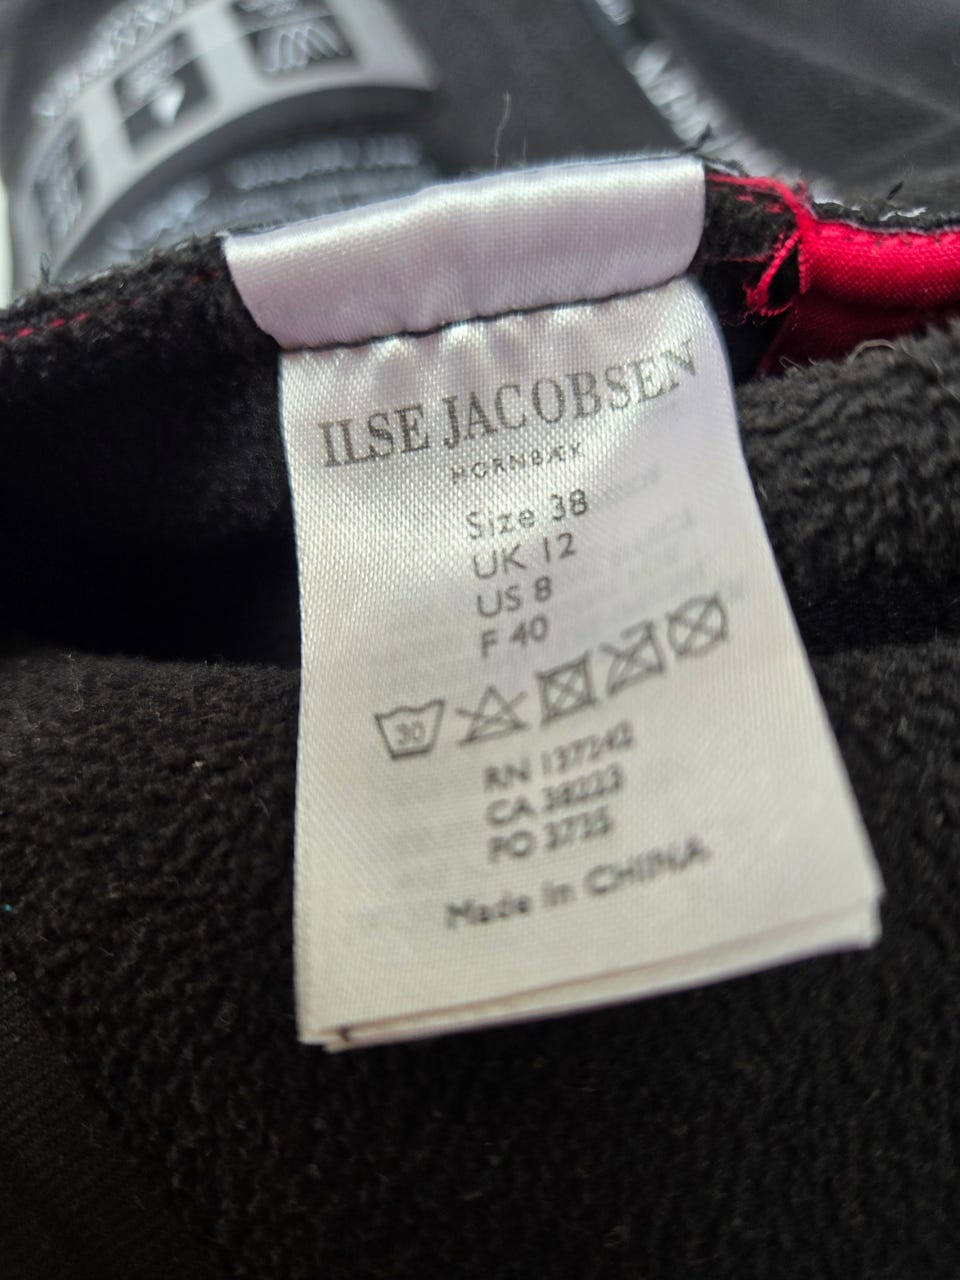 ILSE JACOBSEN
HORNBÆK
Size 38
UK 12
US 8
F 40
30
RN 137242
CA 38223
PO 3735
Made in CHINA